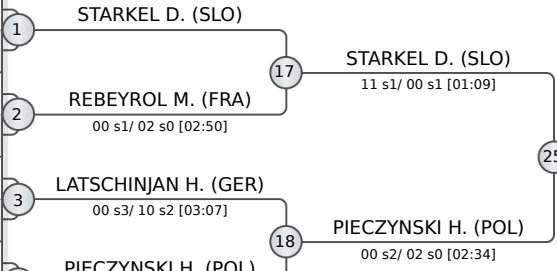 STARKEL D. (SLO)
1
17
STARKEL D. (SLO)
11 s1/ 00 s1 [01:09]
REBEYROL M. (FRA)
2
00 s1/ 02 s0 [02:50]
25
LATSCHINJAN H. (GER)
3
00 s3/ 10 s2 [03:07]
18
PIECZYNSKI H. (POL)
00 s2/ 02 s0 [02:34]
PIECZYNSKI H. (POL)